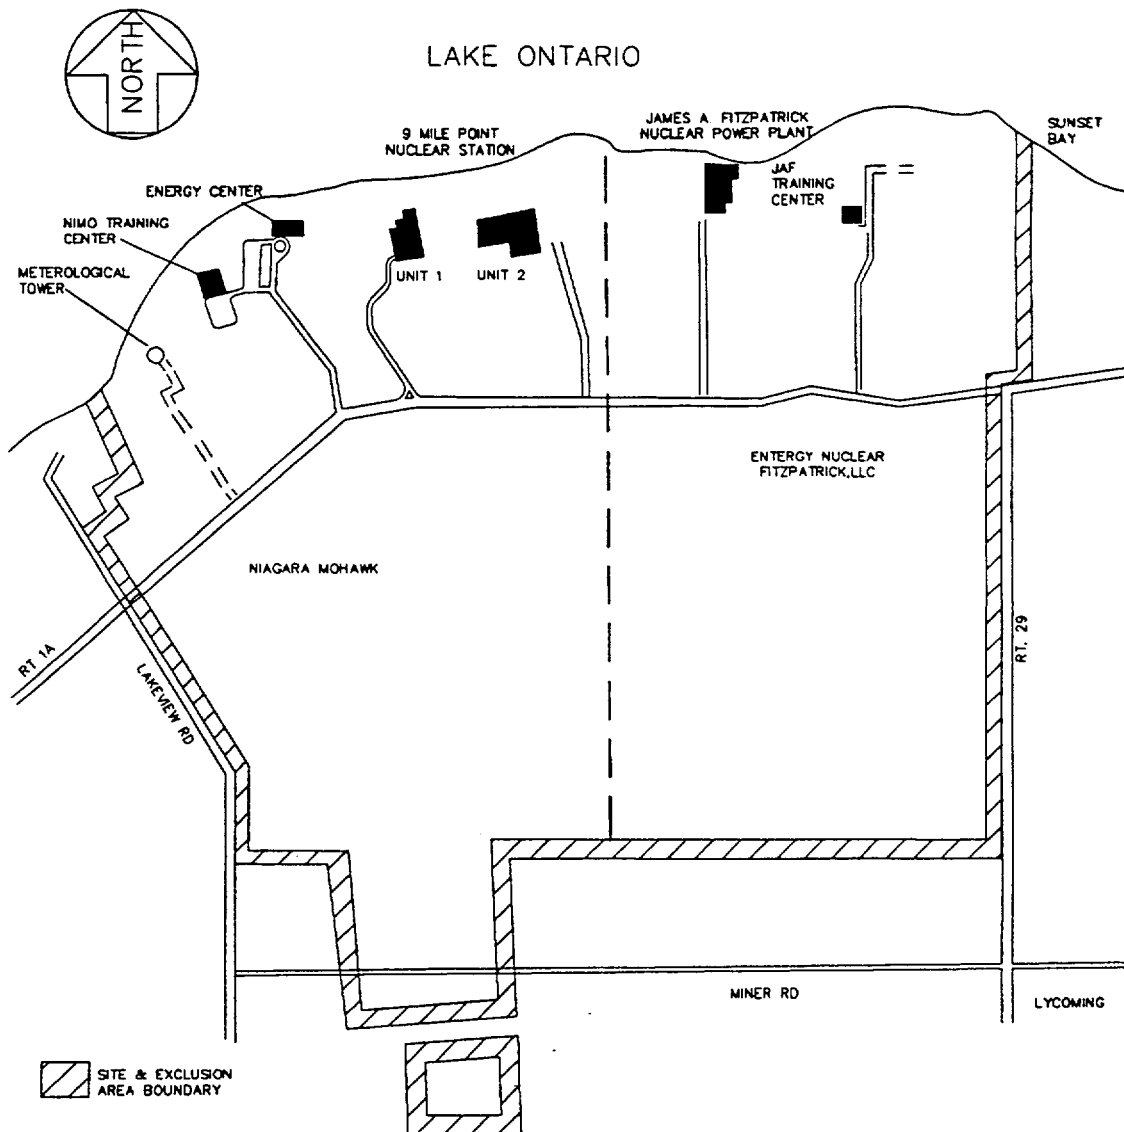 NORTH
LAKE ONTARIO
JAMES A. FITZPATRICK
NUCLEAR POWER PLANT
SUNSET
BAY
9 MILE POINT
NUCLEAR STATION
JAF
TRAINING
CENTER
ENERGY CENTER
NIMO TRAINING
CENTER
METEROLOGICAL
TOWER
UNIT 1
UNIT 2
ENTERGY NUCLEAR
FITZPATRICK,LLC
NIAGARA MOHAWK
RT 1A
LAKEVIEW RD
RT. 29
MINER RD
LYCOMING
SITE & EXCLUSION
AREA BOUNDARY